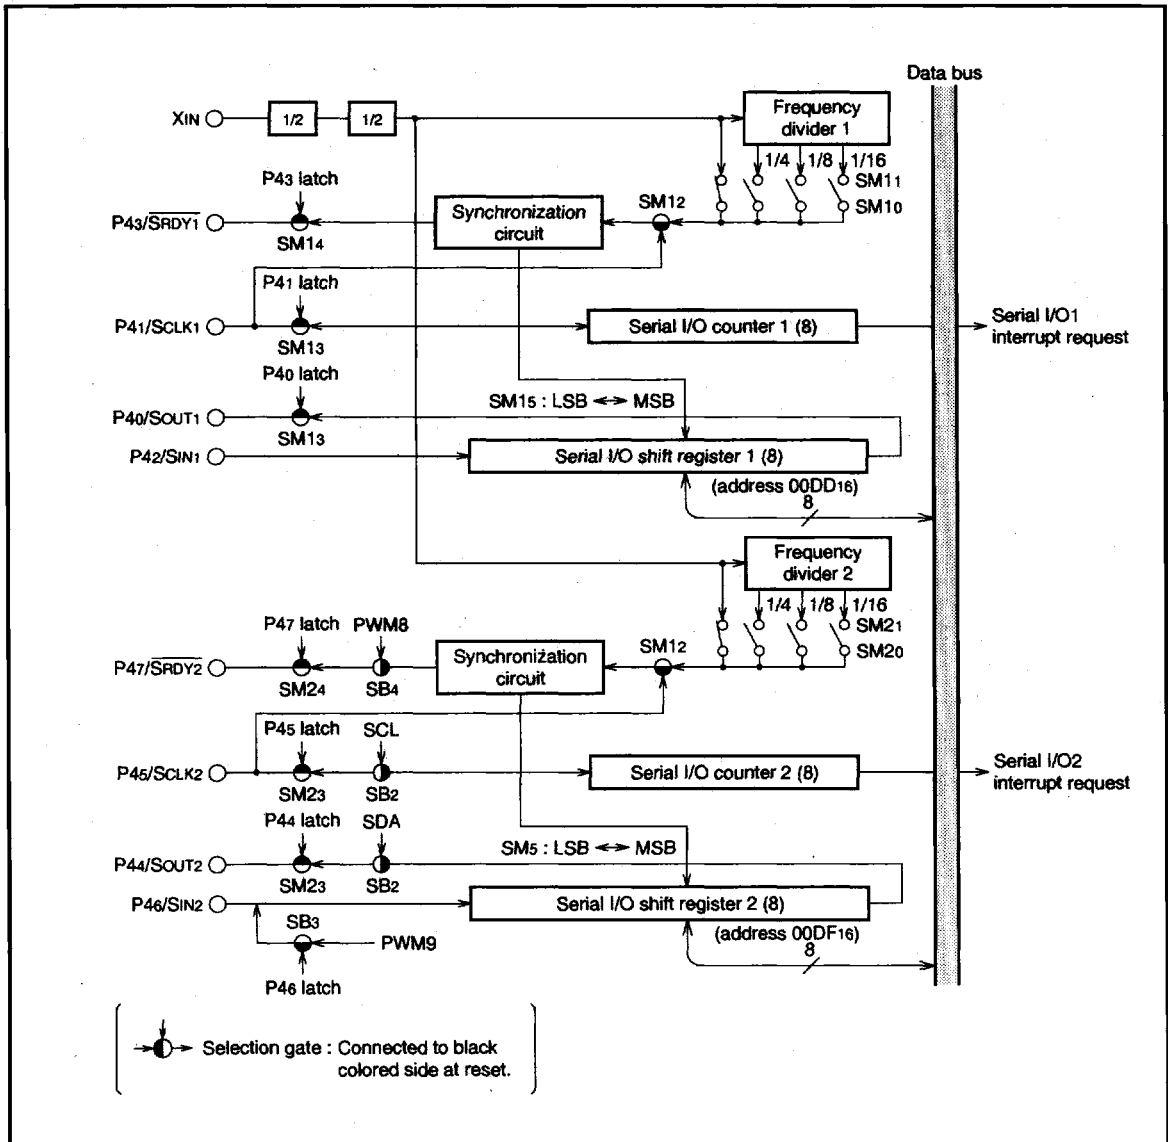 Data bus
XIN
1/2
1/2
Frequency
divider 1
1/4
1/8
1/16
SM11
SM10
P43 latch
P43/SRDY1
SM14
Synchronization
circuit
SM12
P41 latch
P41/SCLK1
SM13
Serial I/O counter 1 (8)
Serial I/O1
interrupt request
P40 latch
P40/SOUT1
SM13
SM15 : LSB ↔ MSB
P42/SIN1
Serial I/O shift register 1 (8)
(address 00DD16)
8
Frequency
divider 2
1/4
1/8
1/16
SM21
SM20
P47 latch
PWM8
P47/SRDY2
SM24
SB4
Synchronization
circuit
SM12
P45 latch
SCL
P45/SCLK2
SM23
SB2
Serial I/O counter 2 (8)
Serial I/O2
interrupt request
P44 latch
SDA
P44/SOUT2
SM23
SB2
SM5 : LSB ↔ MSB
P46/SIN2
Serial I/O shift register 2 (8)
(address 00DF16)
8
SB3
PWM9
P46 latch
Selection gate : Connected to black
colored side at reset.